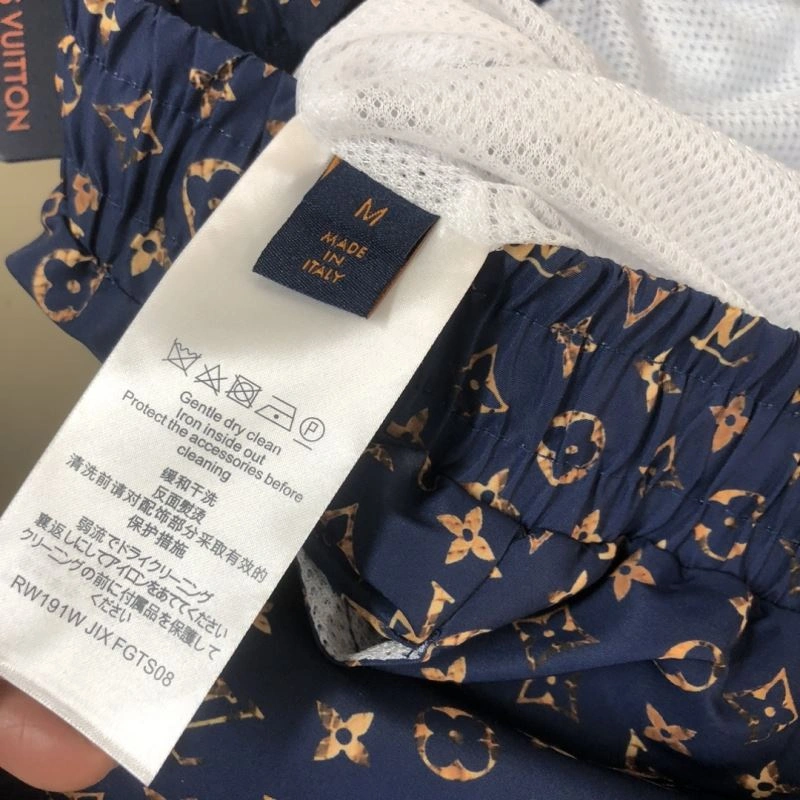 VUITTON
M
MADE
IN
ITALY
P
Gentle dry clean
Iron inside out
Protect the accessories before
cleaning
缓和干洗
反面熨烫
清洗前请对配饰部分采取有效的
保护措施
弱流でドライクリーニング
裏返しにしてアイロンをあててください
クリーニングの前に付属品を保護して
ください
RW191W JIX FGTS08